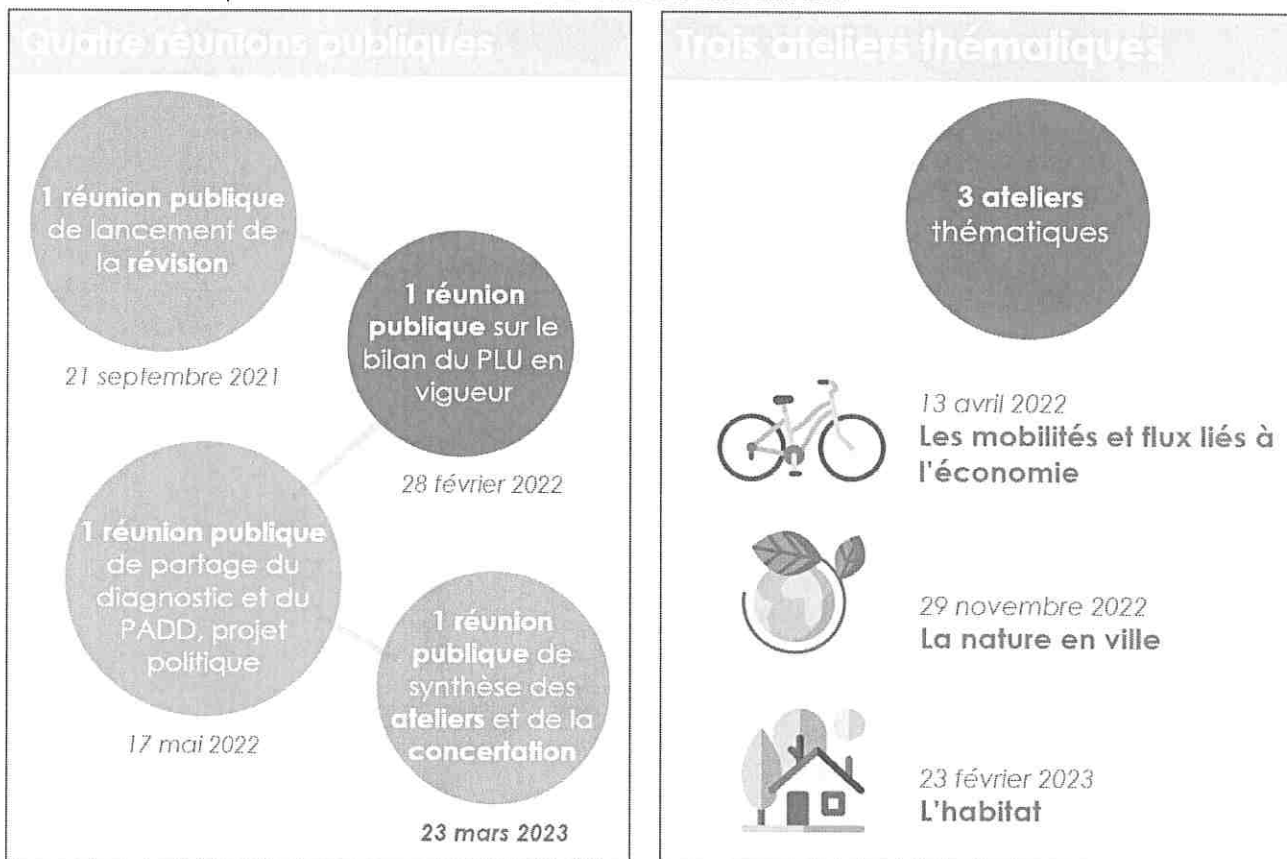 Quatre réunions publiques
1 réunion publique
de lancement de
la révision
21 septembre 2021
1 réunion
publique sur le
bilan du PLU en
vigueur
28 février 2022
1 réunion publique
de partage du
diagnostic et du
PADD, projet
politique
17 mai 2022
1 réunion
publique de
synthèse des
ateliers et de la
concertation
23 mars 2023
Trois ateliers thématiques
3 ateliers
thématiques
13 avril 2022
Les mobilités et flux liés à
l'économie
29 novembre 2022
La nature en ville
23 février 2023
L'habitat